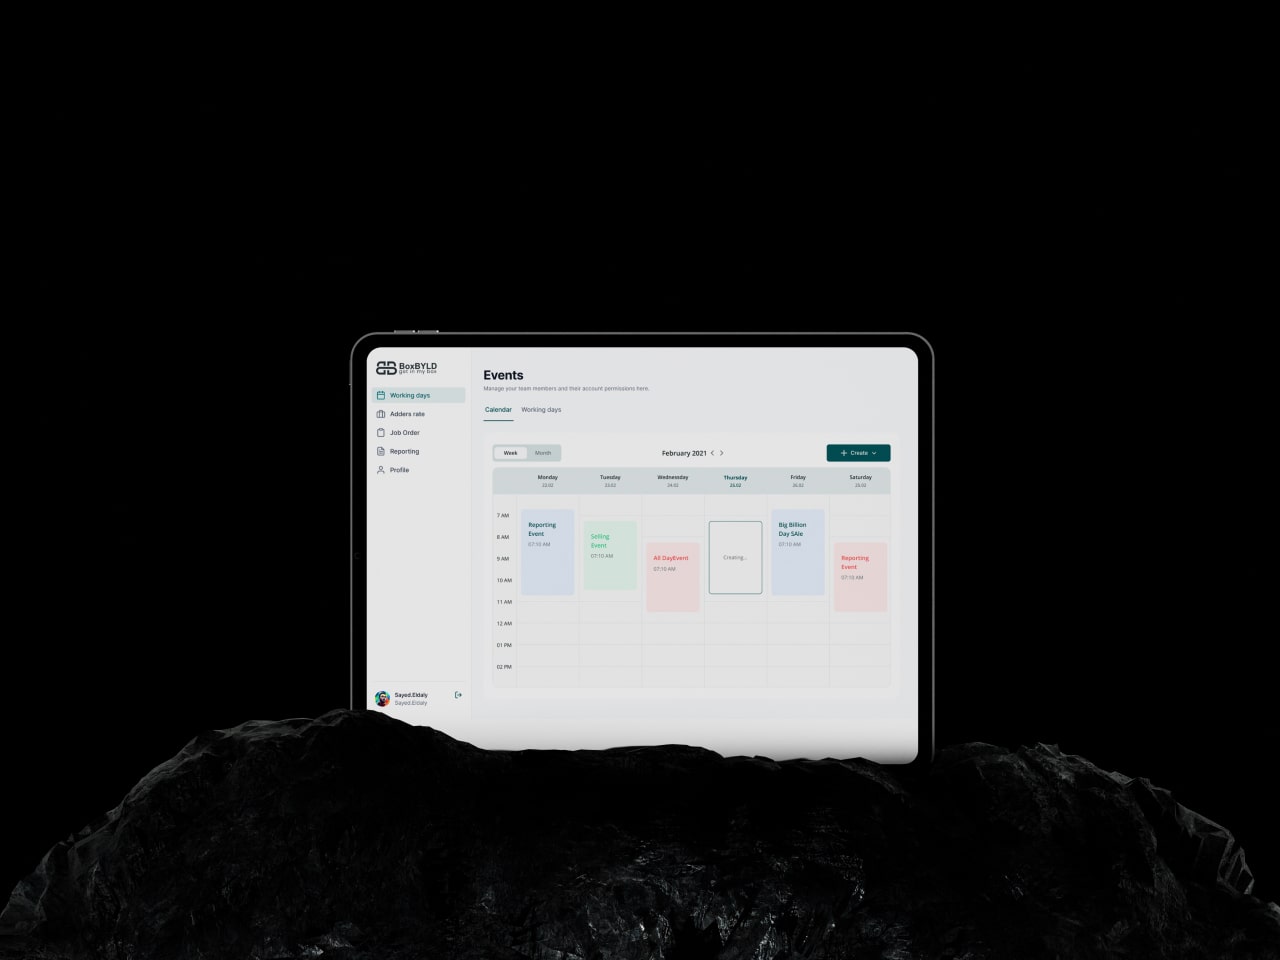 BoxBYLD
gut in my box
Working days
Adders rate
Job Order
Reporting
Profile
Sayed.Eldaly
Sayed.Eldaly
Events
Manage your team members and their account permissions here.
Calendar Working days
Week Month
February 2021
Create
Monday Tuesday Wednesday Thursday Friday Saturday
22.02 23.02 24.02 25.02 26.02
7 AM
8 AM
9 AM
10 AM
11 AM
12 AM
01 PM
02 PM
Reporting
Event
07:10 AM
Selling
Event
07:10 AM
All DayEvent
07:10 AM
Creating..
Big Billion
Day SAle
07:10 AM
Reporting
Event
07:10 AM